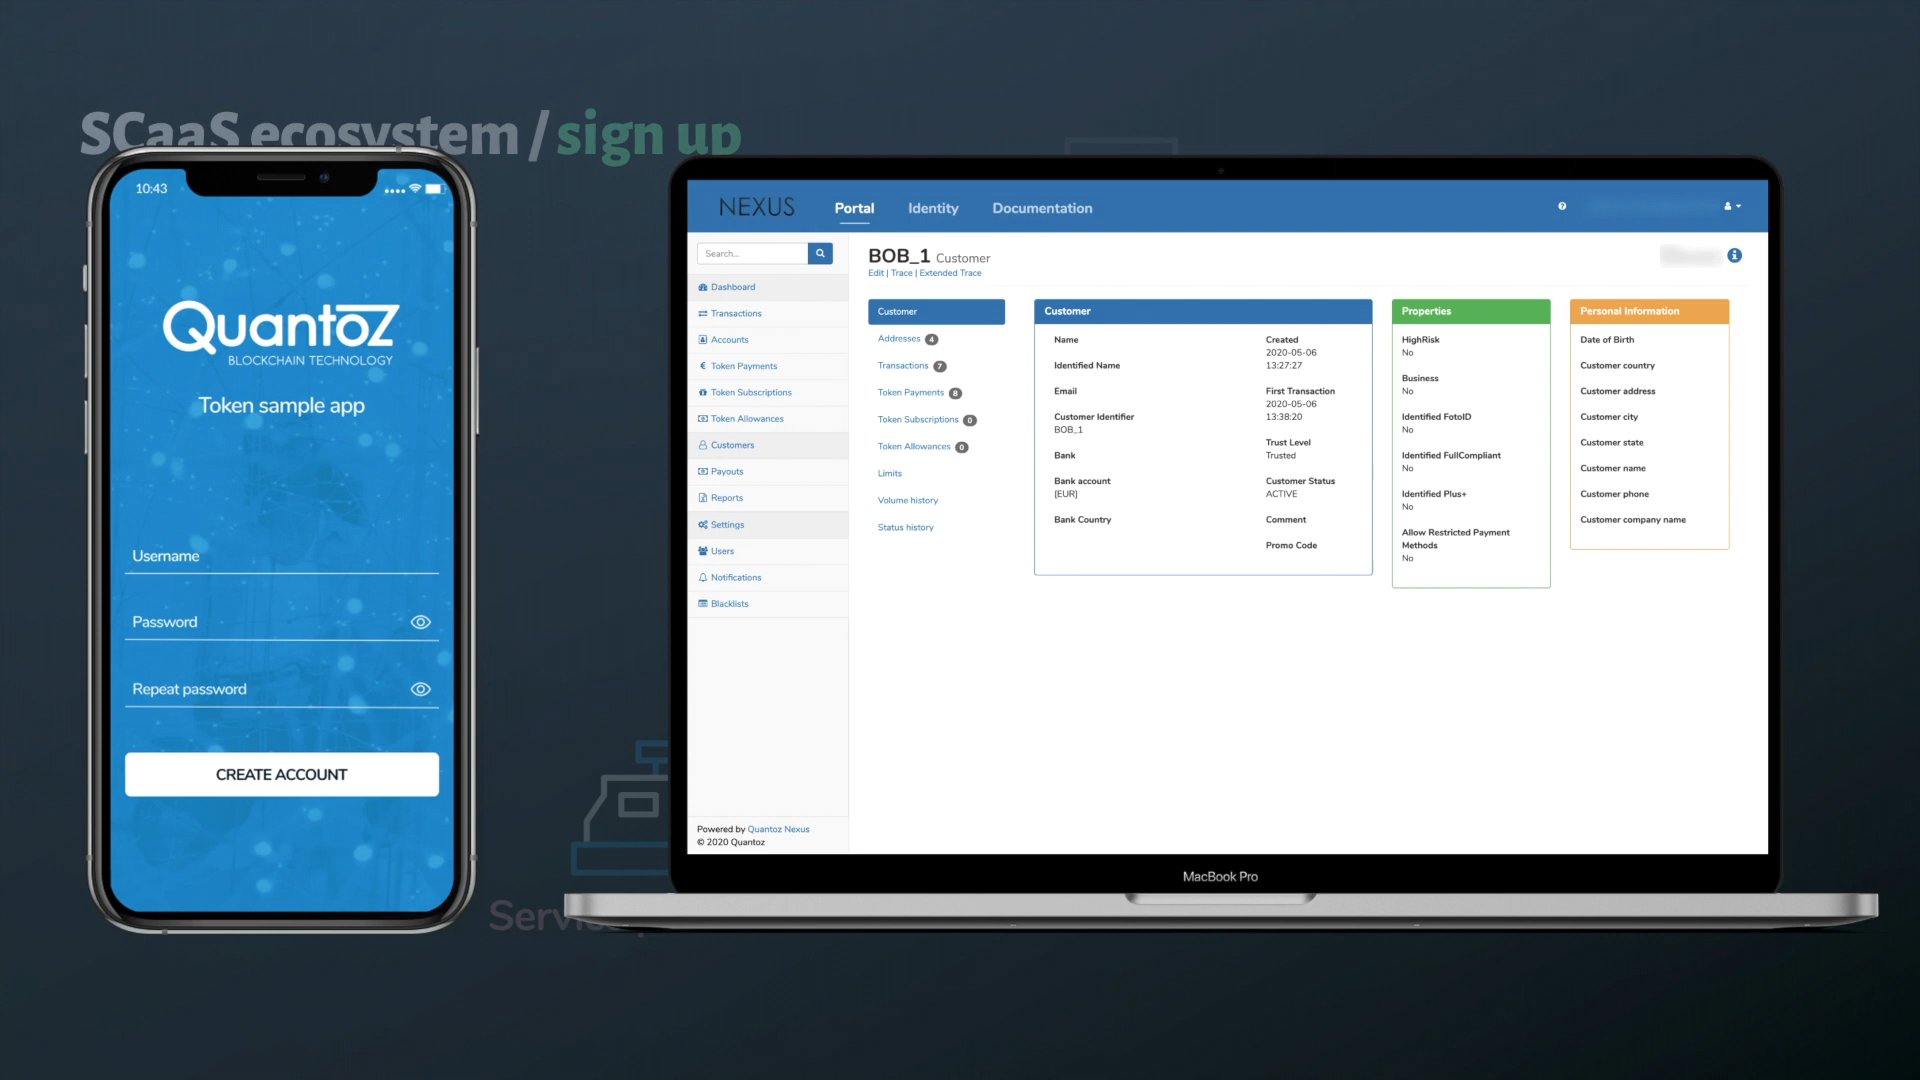 SCaaS ecosystem / sign up
10:43
Quantoz
BLOCKCHAIN TECHNOLOGY
Token sample app
Username
Password
Repeat password
CREATE ACCOUNT
NEXUS
Portal
Identity
Documentation
Search...
Dashboard
Transactions
Accounts
€ Token Payments
Token Subscriptions
Token Allowances
Customers
Payouts
Reports
Settings
Users
Notifications
Blacklists
Powered by Quantoz Nexus
© 2020 Quantoz
BOB_1 Customer
Edit | Trace | Extended Trace
Customer
Addresses 4
Transactions 7
Token Payments 8
Token Subscriptions 0
Token Allowances 0
Limits
Volume history
Status history
Customer
Name
Identified Name
Email
Customer Identifier
BOB_1
Bank
Bank account
[EUR]
Bank Country
Created
2020-05-06
13:27:27
First Transaction
2020-05-06
13:38:20
Trust Level
Trusted
Customer Status
ACTIVE
Comment
Promo Code
Properties
HighRisk
No
Business
No
Identified FotoID
No
Identified FullCompliant
No
Identified Plus+
No
Allow Restricted Payment
Methods
No
Personal Information
Date of Birth
Customer country
Customer address
Customer city
Customer state
Customer name
Customer phone
Customer company name
MacBook Pro